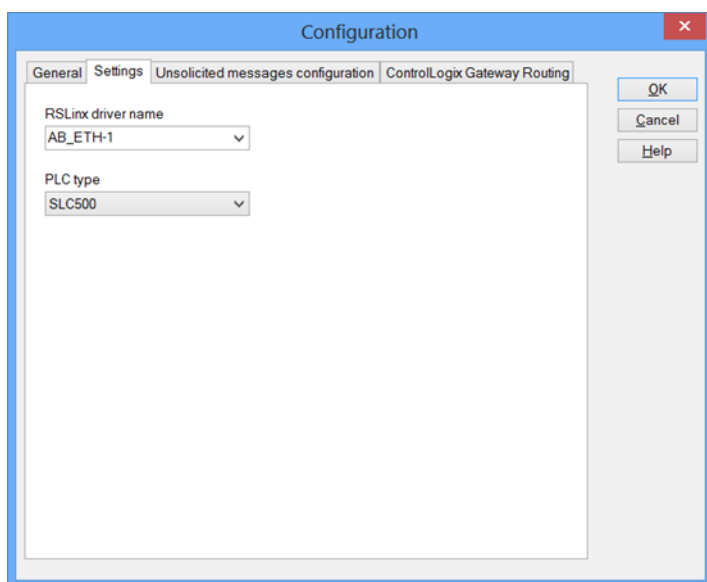 Configuration
General Settings Unsolicited messages configuration ControlLogix Gateway Routing
OK
RSLinx driver name
Cancel
AB_ETH-1
Help
PLC type
SLC500